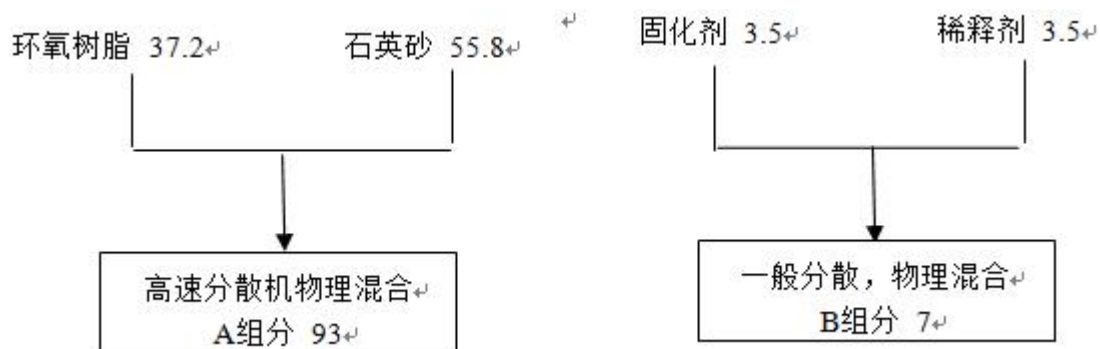 环氧树脂 37.2
石英砂 55.8
固化剂 3.5
稀释剂 3.5
高速分散机物理混合
A组分 93
一般分散，物理混合
B组分 7